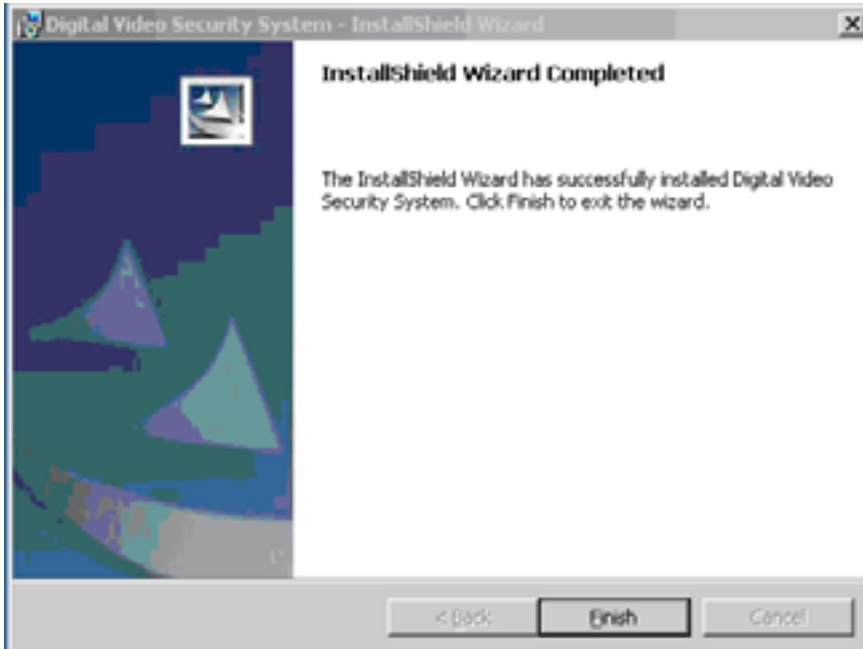 Digital Video Security System - InstallShield Wizard
InstallShield Wizard Completed
The InstallShield Wizard has successfully installed Digital Video
Security System. Click Finish to exit the wizard.
< Back
Finish
Cancel